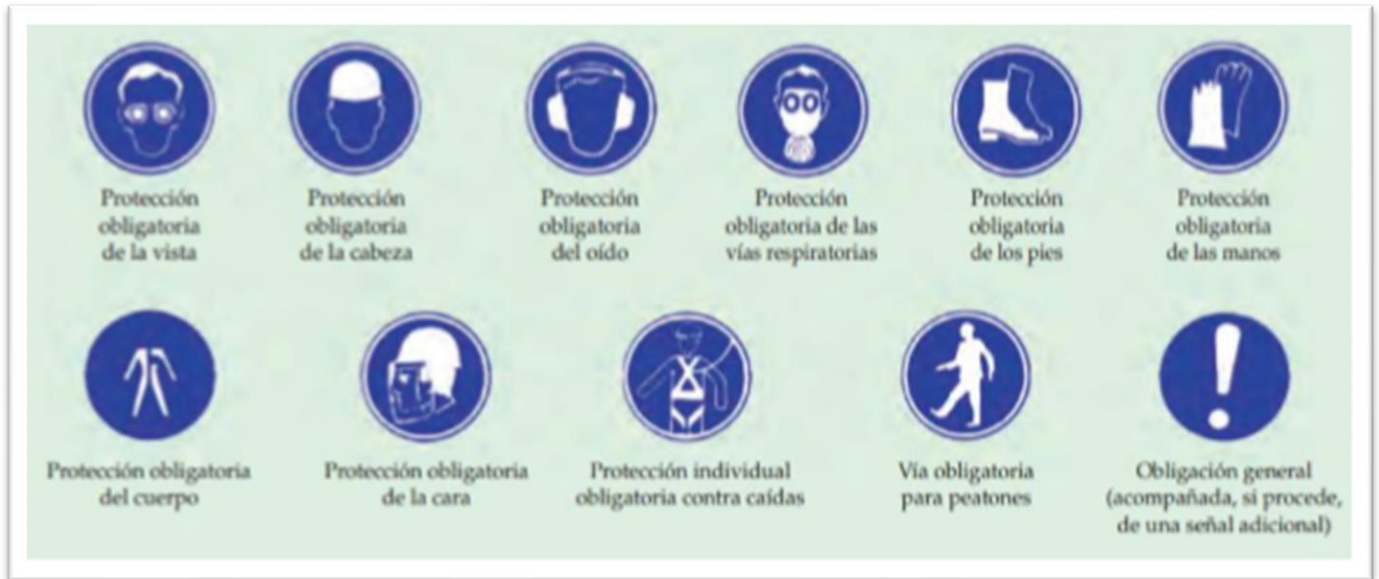 Protección
obligatoria
de la vista
Protección
obligatoria
de la cabeza
Protección
obligatoria
del oído
Protección
obligatoria de las
vías respiratorias
Protección
obligatoria
de los pies
Protección
obligatoria
de las manos
Protección obligatoria
del cuerpo
Protección obligatoria
de la cara
Protección individual
obligatoria contra caídas
Vía obligatoria
para peatones
Obligación general
(acompañada, si procede,
de una señal adicional)